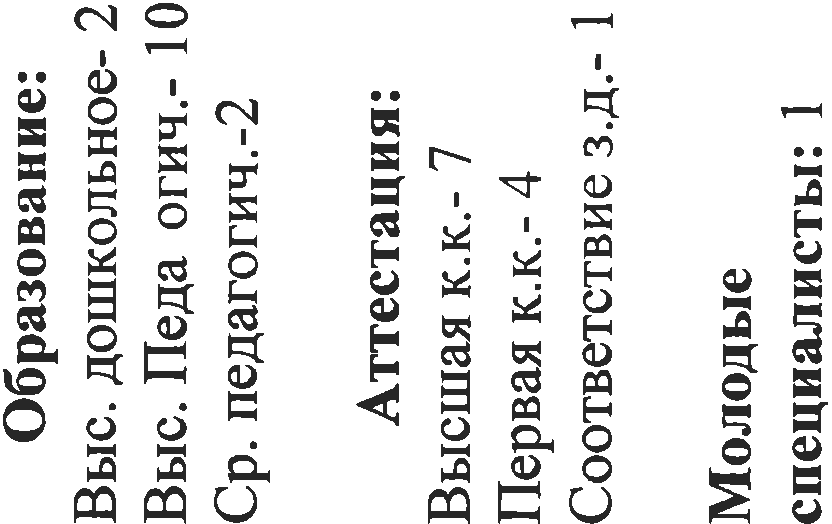 Образование:
Выс. дошкольное- 2
Выс. Педа огич.- 10
Ср. педагогич.-2
Аттестация:
Высшая к.к.- 7
Первая к.к.- 4
Соответствие з.д.- 1
Молодые
специалисты: 1